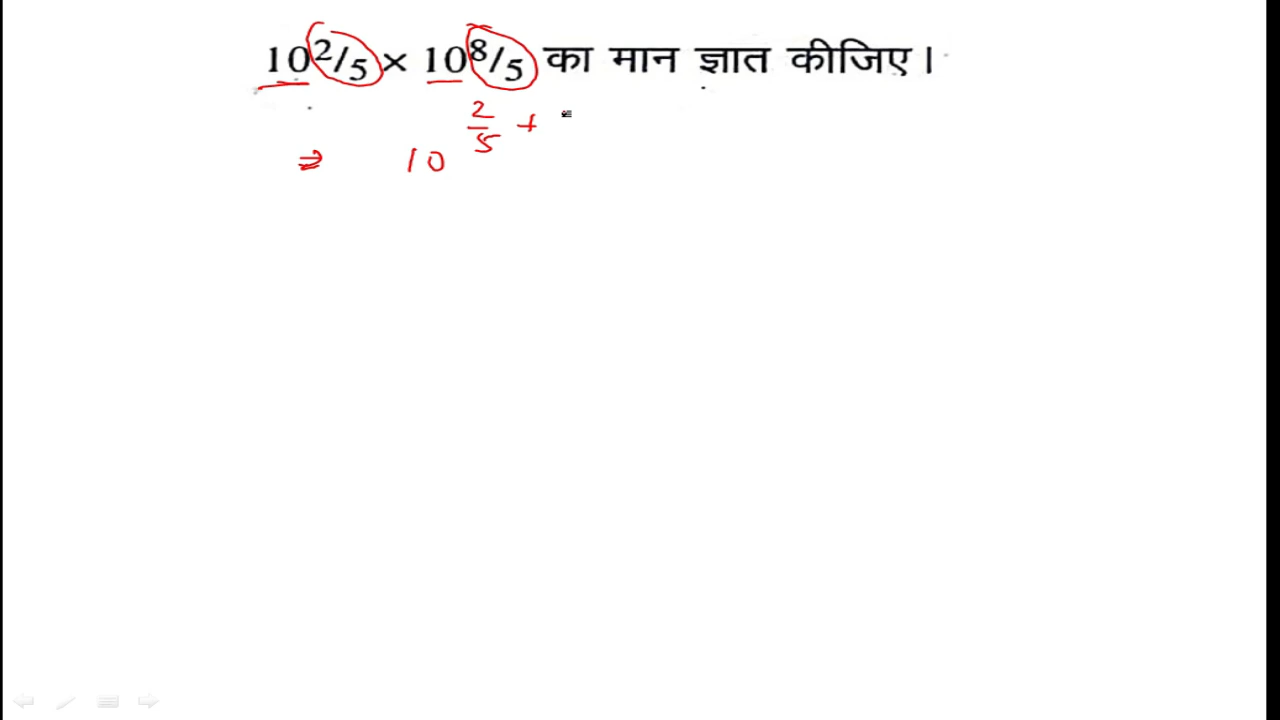 10^2/5 × 10^8/5 का मान ज्ञात कीजिए।
⇒ 10^(2/5) +